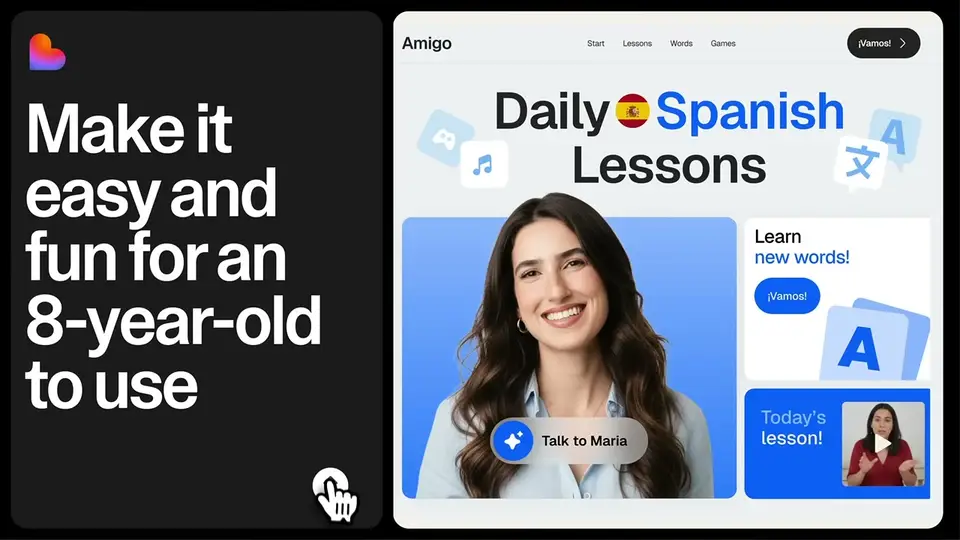 Make it
easy and
fun for an
8-year-old
to use
Amigo
Start
Lessons
Words
Games
¡Vamos!
Daily Spanish
Lessons
A
文
Talk to Maria
Learn
new words!
¡Vamos!
A
Today's
lesson!